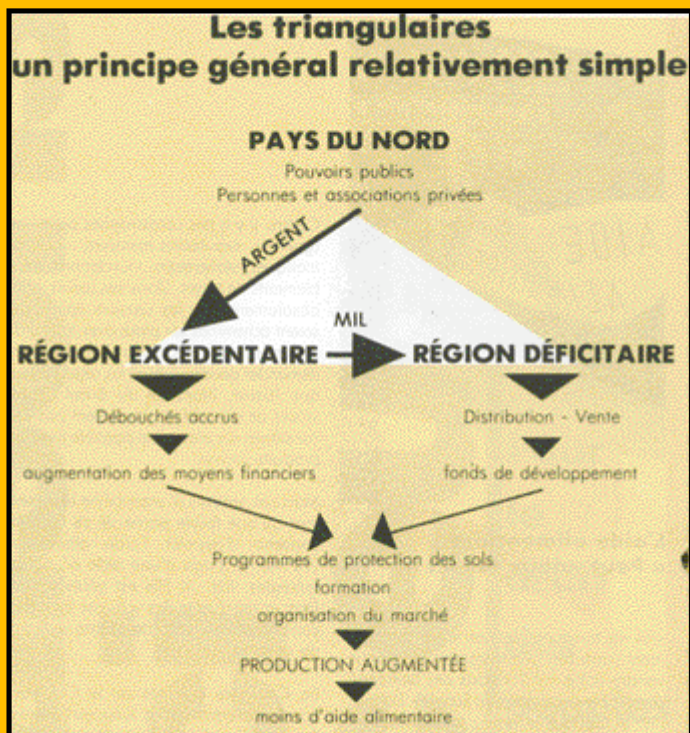 Les triangulaires
un principe général relativement simple
PAYS DU NORD
Pouvoirs publics
Personnes et associations privées
ARGENT
MIL
RÉGION EXCÉDENTAIRE
RÉGION DÉFICITAIRE
Débouchés accrus
Distribution - Vente
augmentation des moyens financiers
fonds de développement
Programmes de protection des sols
formation
organisation du marché
PRODUCTION AUGMENTÉE
moins d'aide alimentaire